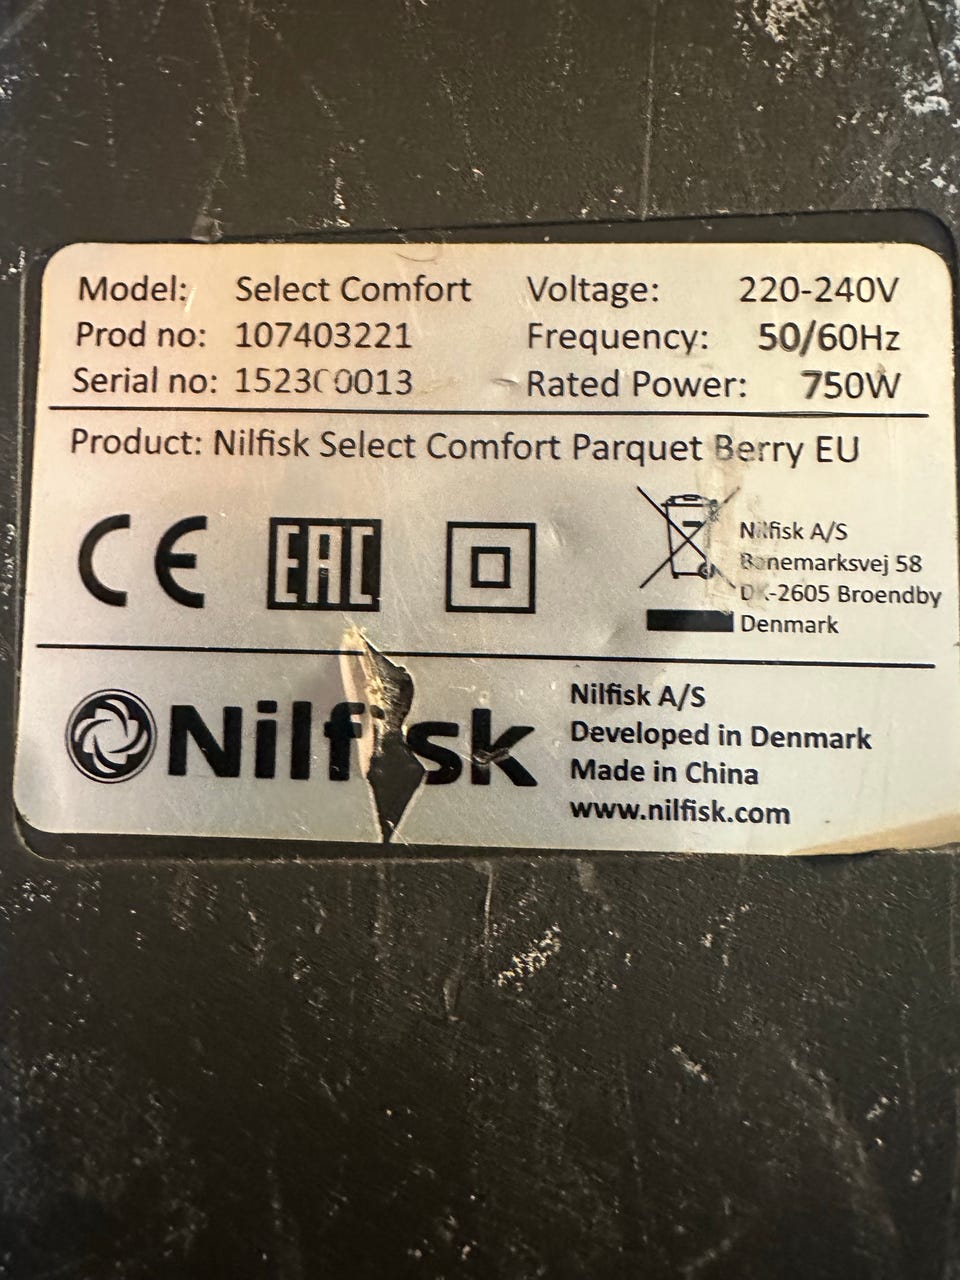 Model: Select Comfort Voltage: 220-240V
Prod no: 107403221 Frequency: 50/60Hz
Serial no: Rated Power: 750W
Product: Nilfisk Select Comfort Parquet Berry EU
CE EAC
Nilfisk A/S
58
Broendby
Denmark
Nilfisk
Nilfisk A/S
Developed in Denmark
Made in China
www.nilfisk.com